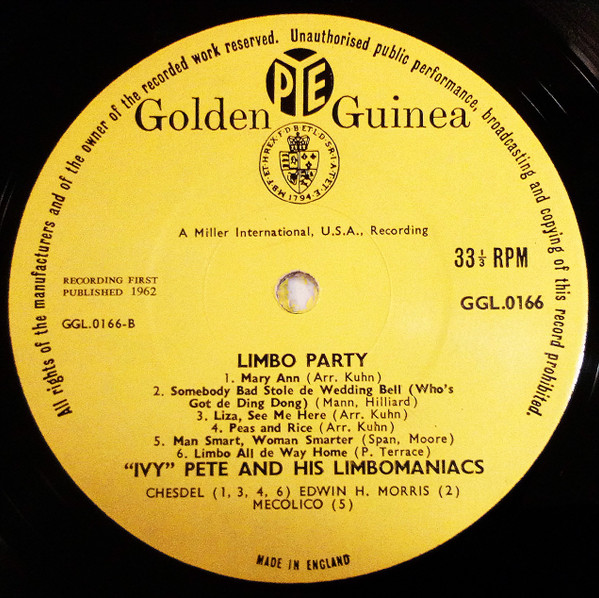 All rights of the manufacturers and of the owner of the recorded work reserved. Unauthorised public performance, broadcasting and copying of this record prohibited.
PYE
Golden Guinea
1794
A Miller International, U.S.A., Recording
33⅓ RPM
RECORDING FIRST
PUBLISHED 1962
GGL.0166
GGL.0166-B
LIMBO PARTY
1. Mary Ann (Arr. Kuhn)
2. Somebody Bad Stole de Wedding Bell (Who's
Got de Ding Dong) (Mann, Hilliard)
3. Liza, See Me Here (Arr. Kuhn)
4. Peas and Rice (Arr. Kuhn)
5. Man Smart, Woman Smarter (Span, Moore)
6. Limbo All de Way Home (P. Terrace)
"IVY" PETE AND HIS LIMBOMANIACS
CHESDEL (1, 3, 4, 6) EDWIN H. MORRIS (2)
MECOLICO (5)
MADE IN ENGLAND